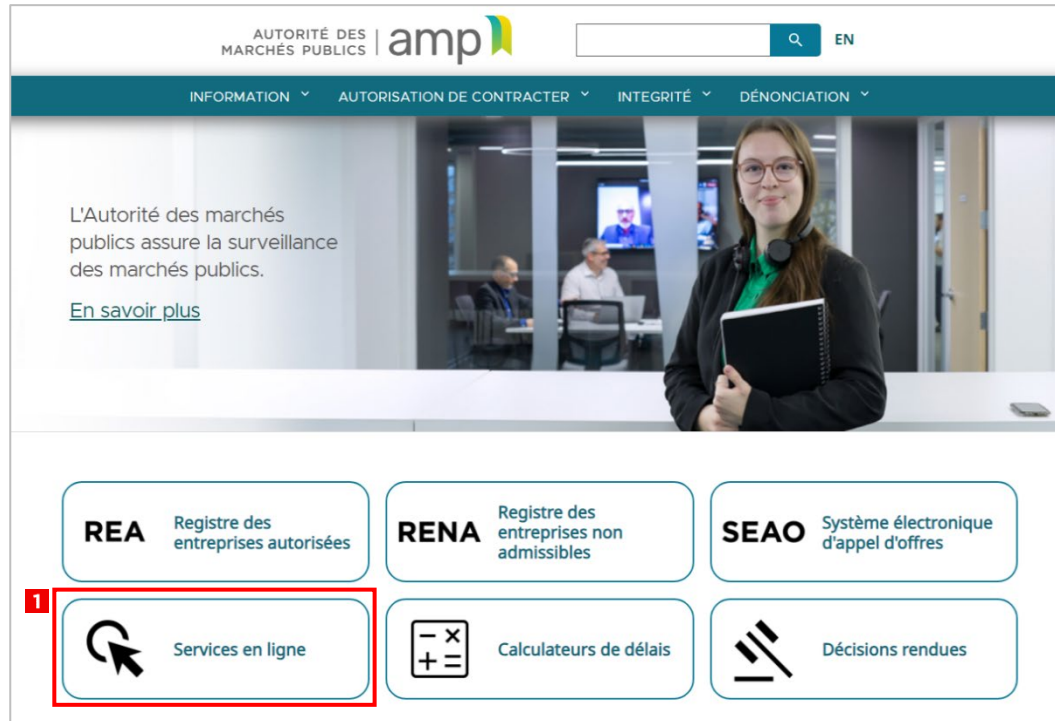 AUTORITÉ DES
MARCHÉS PUBLICS
amp
EN
INFORMATION
AUTORISATION DE CONTRACTER
INTEGRITÉ
DÉNONCIATION
L'Autorité des marchés
publics assure la surveillance
des marchés publics.
En savoir plus
REA
Registre des
entreprises autorisées
RENA
Registre des
entreprises non
admissibles
SEAO
Système électronique
d'appel d'offres
1
Services en ligne
Calculateurs de délais
Décisions rendues